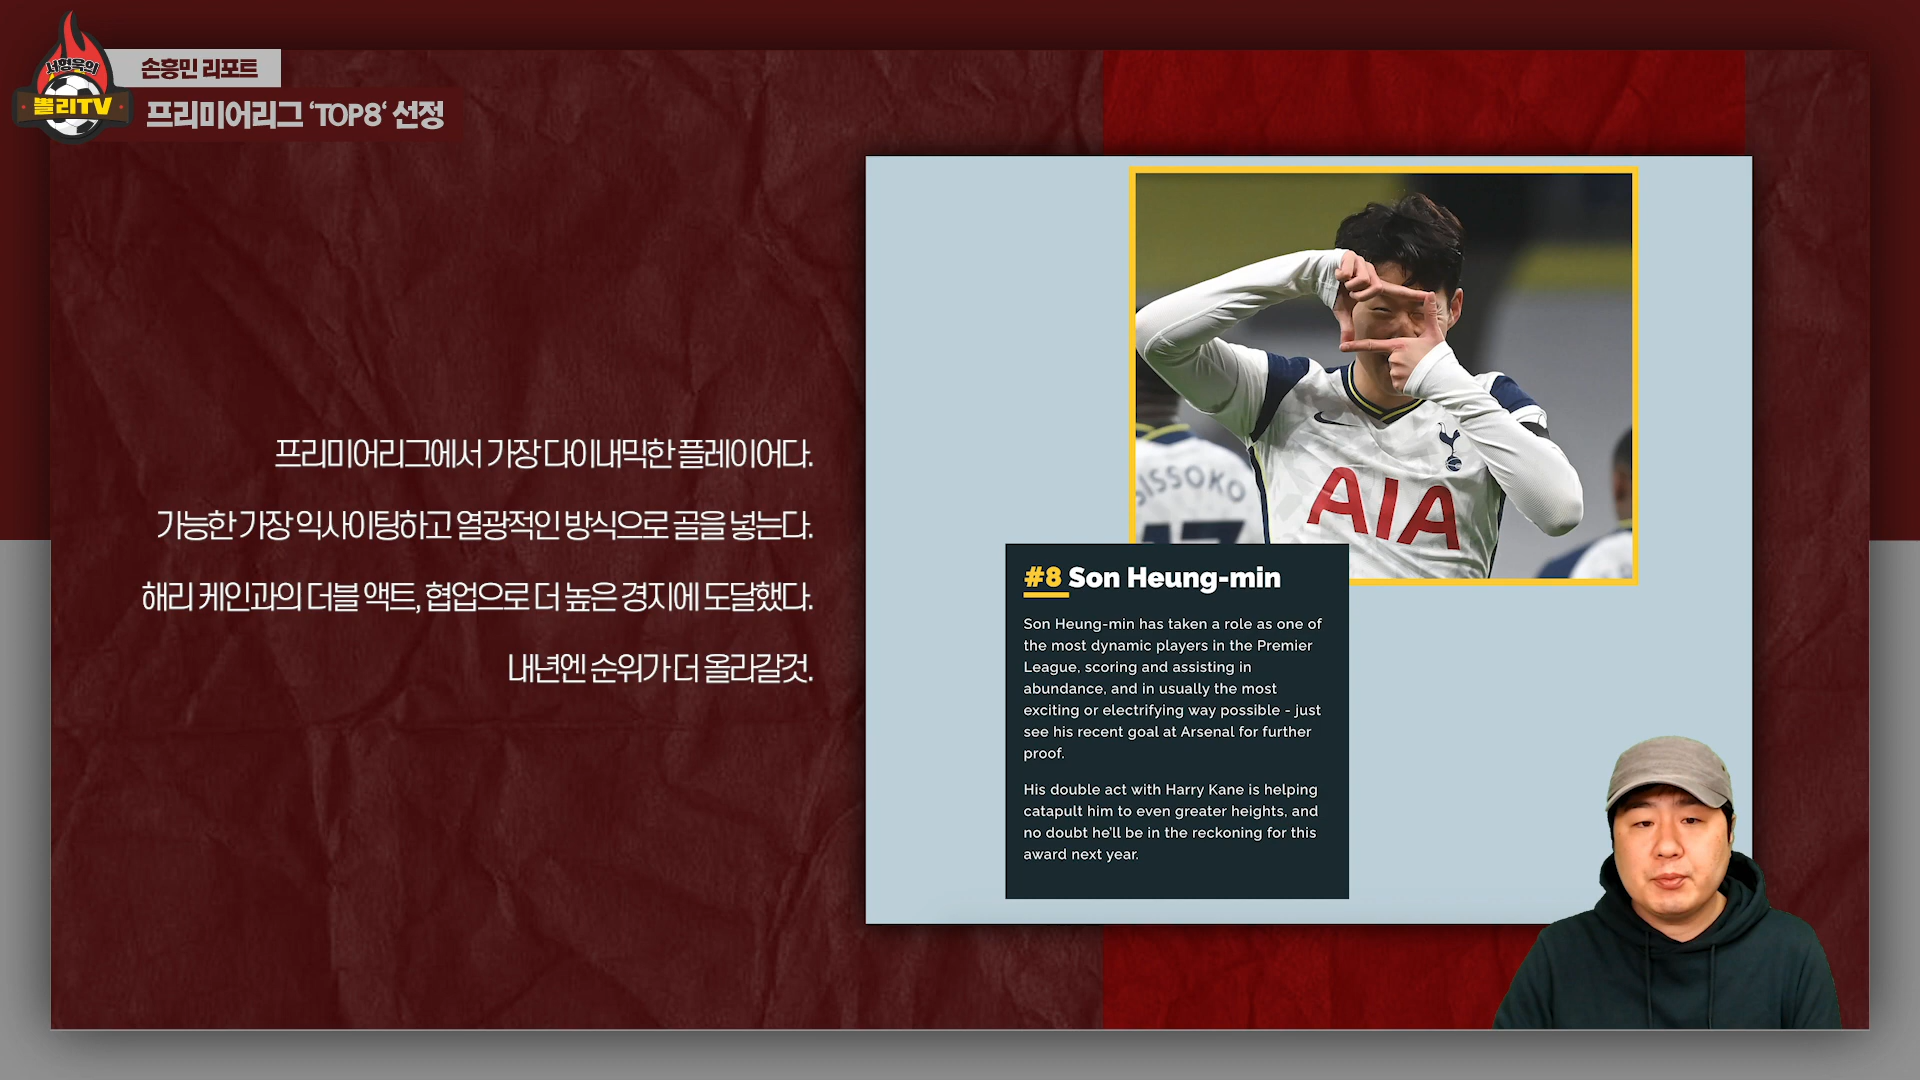 서형욱의
뽈리TV
손흥민 리포트
프리미어리그 ‘TOP8‘ 선정
프리미어리그에서 가장 다이내믹한 플레이어다.
가능한 가장 익사이팅하고 열광적인 방식으로 골을 넣는다.
해리 케인과의 더블 액트, 협업으로 더 높은 경지에 도달했다.
내년엔 순위가 더 올라갈것.
SISSOKO
17
AIA
#8 Son Heung-min
Son Heung-min has taken a role as one of
the most dynamic players in the Premier
League, scoring and assisting in
abundance, and in usually the most
exciting or electrifying way possible - just
see his recent goal at Arsenal for further
proof.
His double act with Harry Kane is helping
catapult him to even greater heights, and
no doubt he'll be in the reckoning for this
award next year.